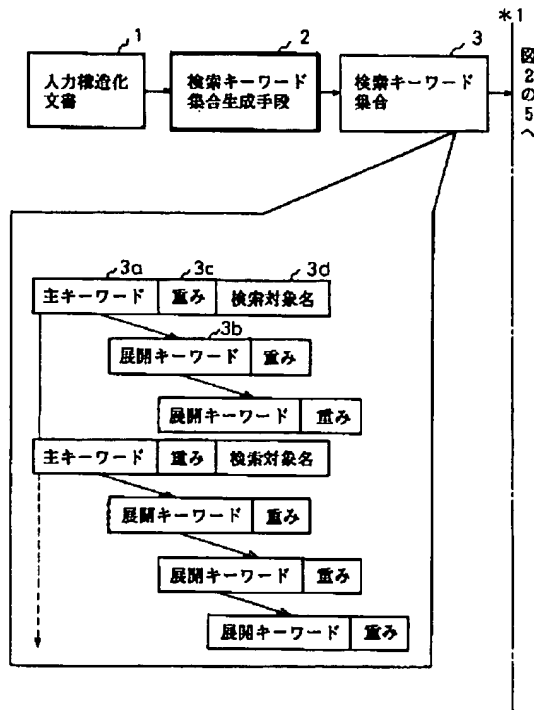 *1
1
2
3
入力構造化
文書
検索キーワード
集合生成手段
検索キーワード
集合
図2の5へ
3a
3c
3d
主キーワード 重み 検索対象名
3b
展開キーワード 重み
展開キーワード 重み
主キーワード 重み 検索対象名
展開キーワード 重み
展開キーワード 重み
展開キーワード 重み